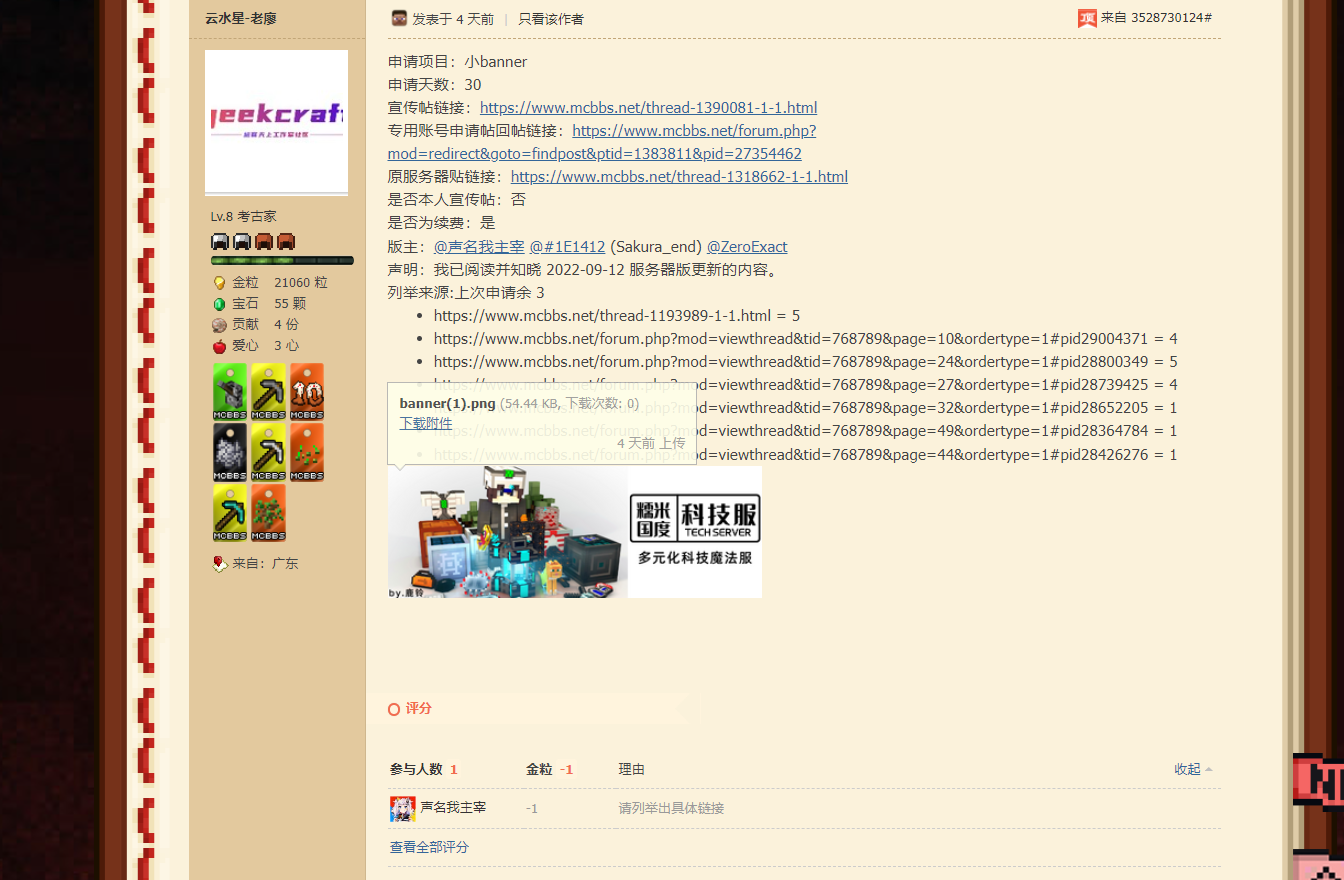 云水星-老廖
发表于 4 天前 | 只看该作者
顶 来自 3528730124#
geekcraft
Lv.8 考古家
金粒 21060 粒
宝石 55 颗
贡献 4 份
爱心 3 心
MCBBS MCBBS 10 MCBBS
MCBBS MCBBS MCBBS
MCBBS MCBBS
来自：广东
申请项目：小banner
申请天数：30
宣传帖链接：https://www.mcbbs.net/thread-1390081-1-1.html
专用账号申请帖回帖链接：https://www.mcbbs.net/forum.php?
mod=redirect&goto=findpost&ptid=1383811&pid=27354462
原服务器贴链接：https://www.mcbbs.net/thread-1318662-1-1.html
是否本人宣传帖：否
是否为续费：是
版主：@声名我主宰 @#1E1412 (Sakura_end) @ZeroExact
声明：我已阅读并知晓 2022-09-12 服务器版更新的内容。
列举来源:上次申请余 3
https://www.mcbbs.net/thread-1193989-1-1.html = 5
https://www.mcbbs.net/forum.php?mod=viewthread&tid=768789&page=10&ordertype=1#pid29004371 = 4
https://www.mcbbs.net/forum.php?mod=viewthread&tid=768789&page=24&ordertype=1#pid28800349 = 5
https://www.mcbbs.net/forum.php?mod=viewthread&tid=768789&page=27&ordertype=1#pid28739425 = 4
https://www.mcbbs.net/forum.php?mod=viewthread&tid=768789&page=32&ordertype=1#pid28652205 = 1
https://www.mcbbs.net/forum.php?mod=viewthread&tid=768789&page=49&ordertype=1#pid28364784 = 1
https://www.mcbbs.net/forum.php?mod=viewthread&tid=768789&page=44&ordertype=1#pid28426276 = 1
banner(1).png (54.44 KB, 下载次数: 0)
下载附件
4 天前 上传
糯米国度 科技服
TECH SERVER
多元化科技魔法服
by.鹿铃
评分
参与人数 1 金粒 -1 理由 收起
声名我主宰 -1 请列举出具体链接
查看全部评分